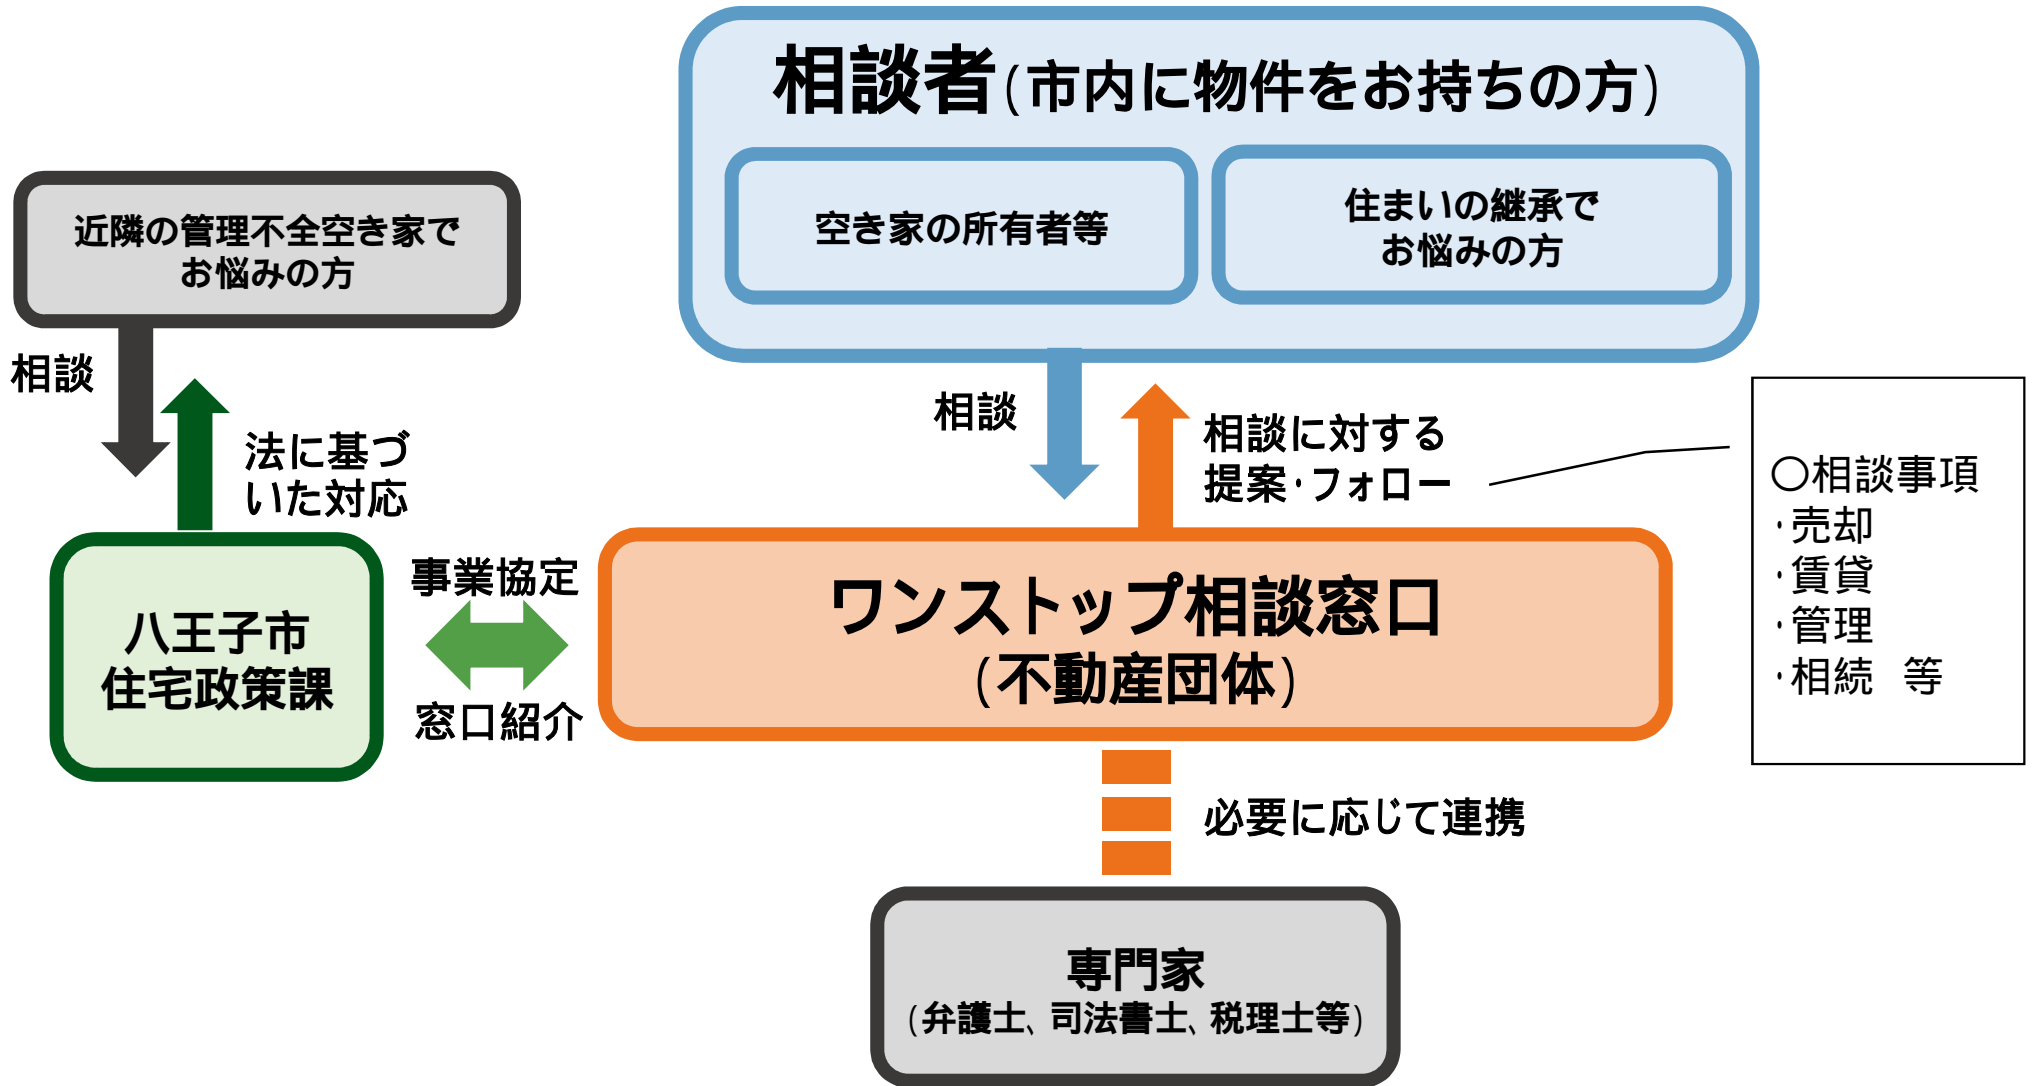 相談者(市内に物件をお持ちの方)
空き家の所有者等
住まいの継承で
お悩みの方
近隣の管理不全空き家で
お悩みの方
相談
法に基づ
いた対応
相談
相談に対する
提案・フォロー
〇相談事項
・売却
・賃貸
・管理
・相続　等
八王子市
住宅政策課
事業協定
窓口紹介
ワンストップ相談窓口
(不動産団体)
必要に応じて連携
専門家
(弁護士、司法書士、税理士等)